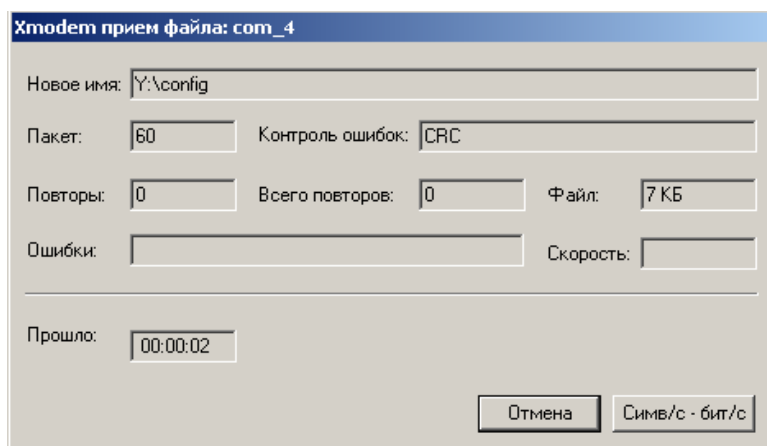 Xmodem прием файла: com_4
Новое имя: Y:\config
Пакет: 60 Контроль ошибок: CRC
Повторы: 0 Всего повторов: 0 Файл: 7 КБ
Ошибки: Скорость:
Прошло: 00:00:02
Отмена Симв/с - бит/с